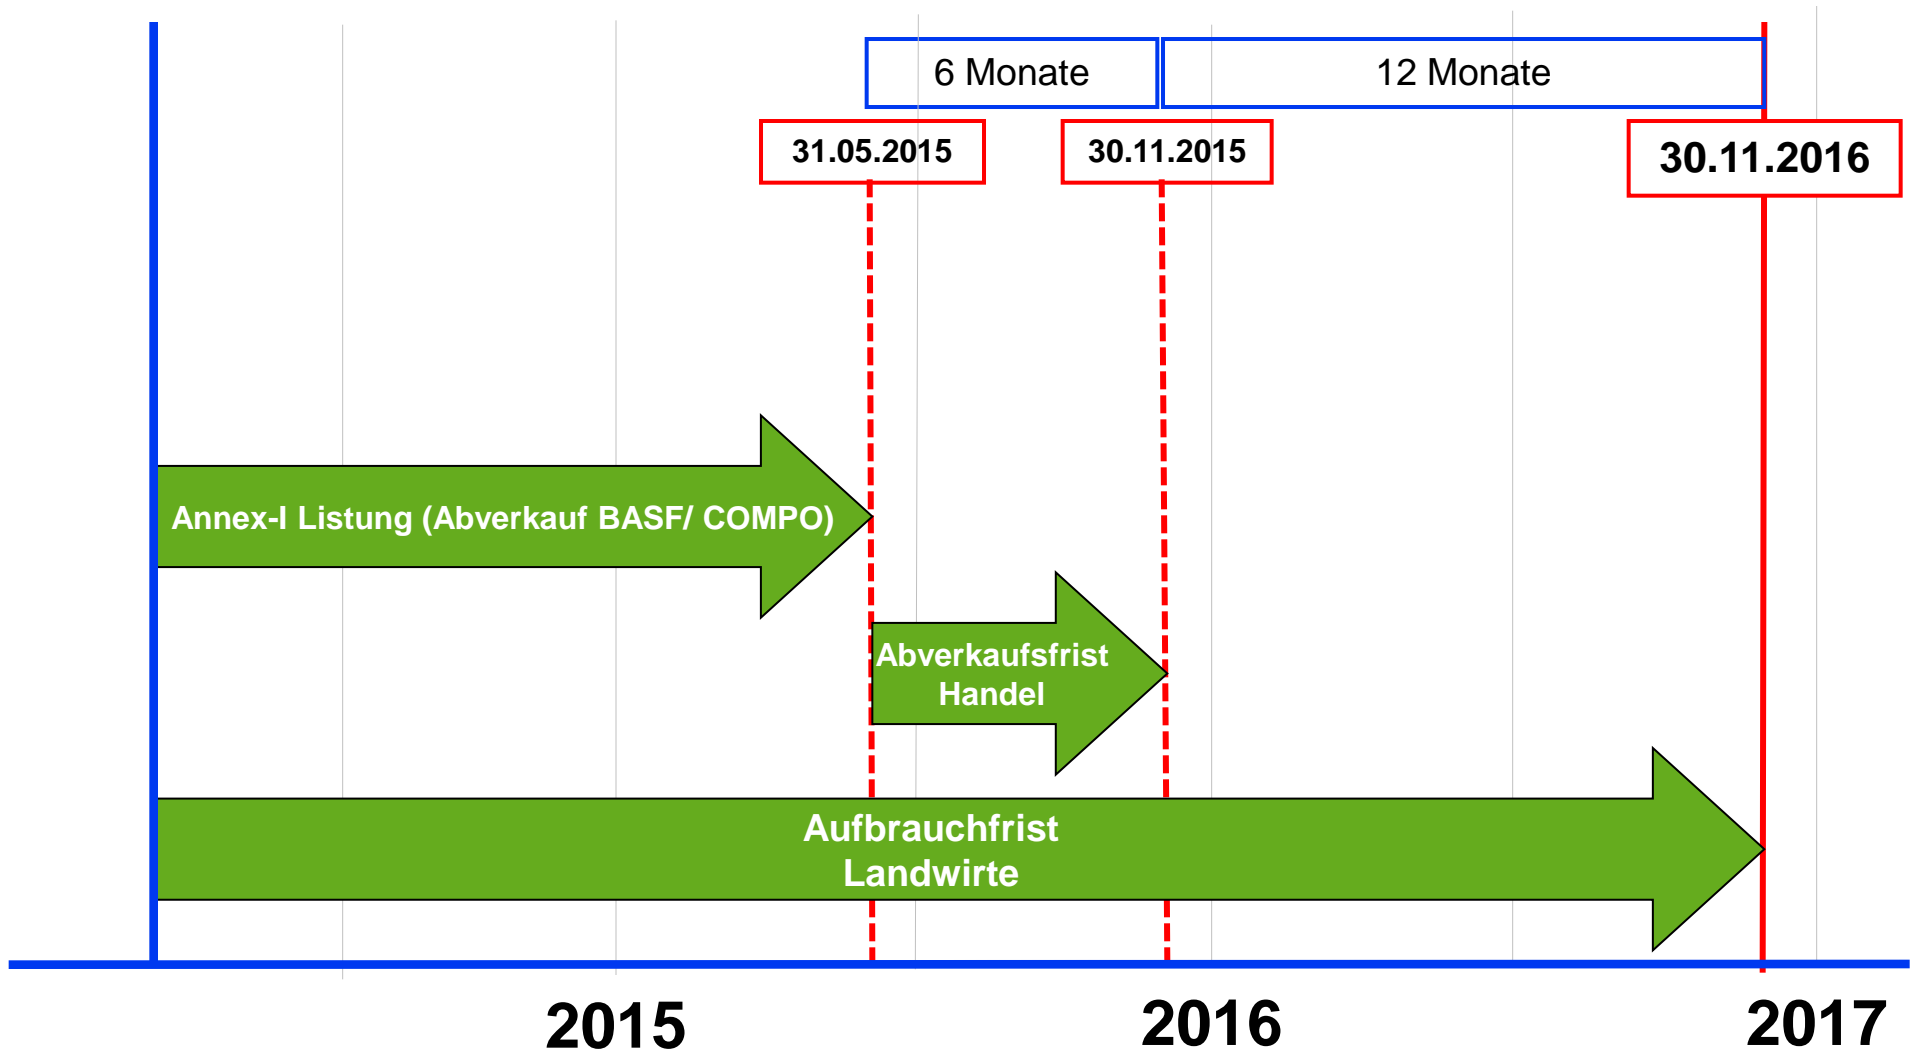 6 Monate
12 Monate
31.05.2015
30.11.2015
30.11.2016
Annex-I Listung (Abverkauf BASF/ COMPO)
Abverkaufsfrist
Handel
Aufbrauchfrist
Landwirte
2015
2016
2017